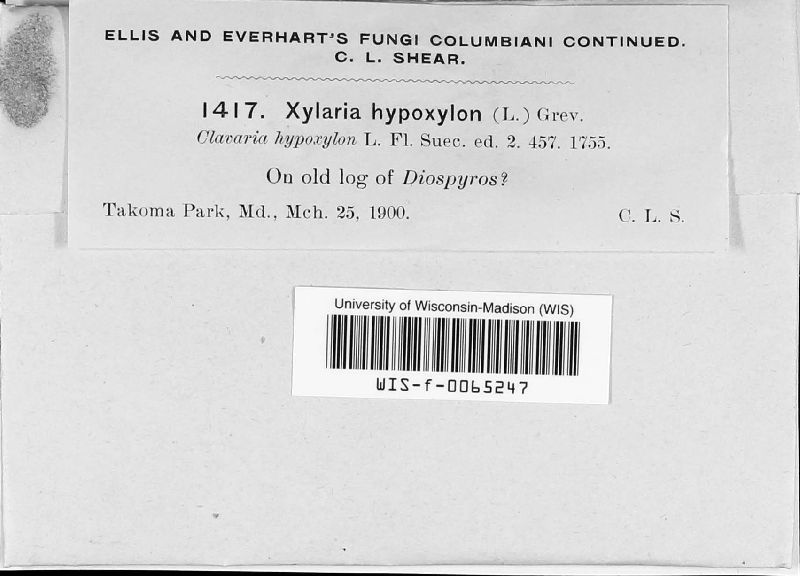 ELLIS AND EVERHART'S FUNGI COLUMBIANI CONTINUED.
C. L. SHEAR.
1417. Xylaria hypoxylon (L.) Grev.
Clavaria hypoxylon L. Fl. Suec. ed. 2. 457. 1755.
On old log of Diospyros?
Takoma Park, Md., Mch. 25, 1900. C. L. S.
University of Wisconsin-Madison (WIS)
WIS-f-0065247